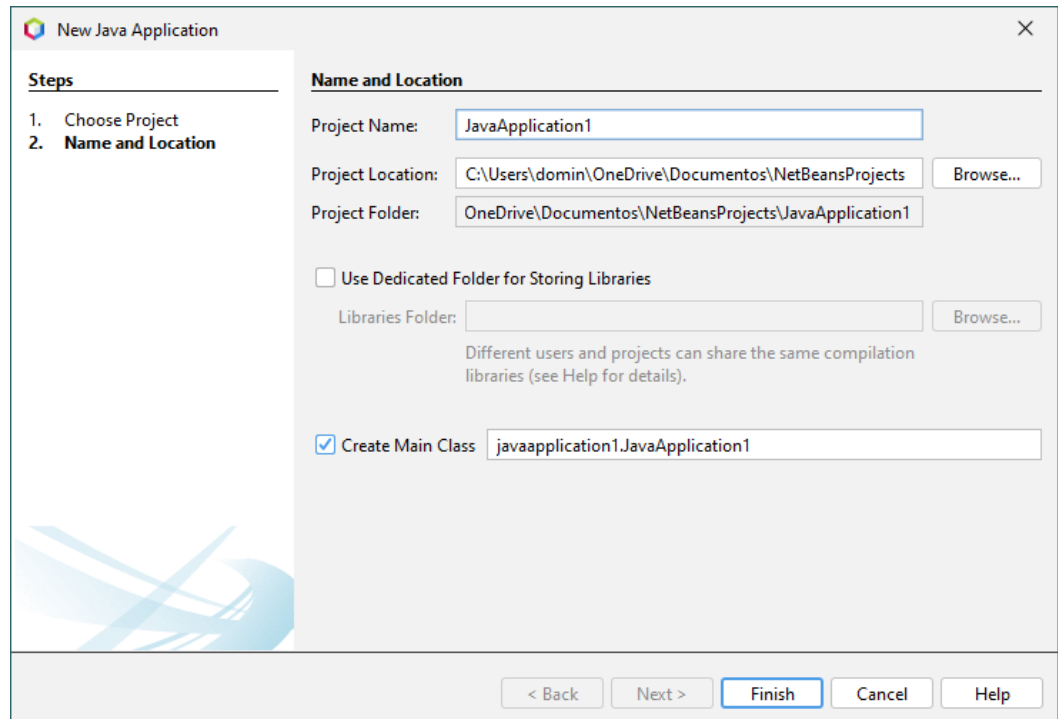 New Java Application
Steps
1. Choose Project
2. Name and Location
Name and Location
Project Name: JavaApplication1
Project Location: C:\Users\domin\OneDrive\Documentos\NetBeansProjects Browse...
Project Folder: OneDrive\Documentos\NetBeansProjects\JavaApplication1
Use Dedicated Folder for Storing Libraries
Libraries Folder: Browse...
Different users and projects can share the same compilation
libraries (see Help for details).
Create Main Class javaapplication1.JavaApplication1
< Back Next > Finish Cancel Help